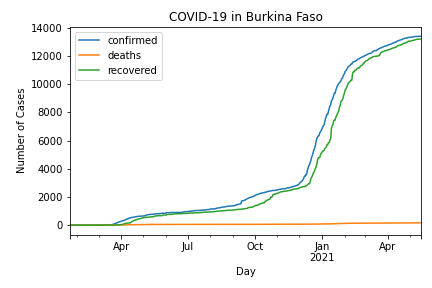 COVID-19 in Burkina Faso
confirmed
deaths
recovered
Number of Cases
14000
12000
10000
8000
6000
4000
2000
0
Apr
Jul
Oct
Jan
2021
Apr
Day